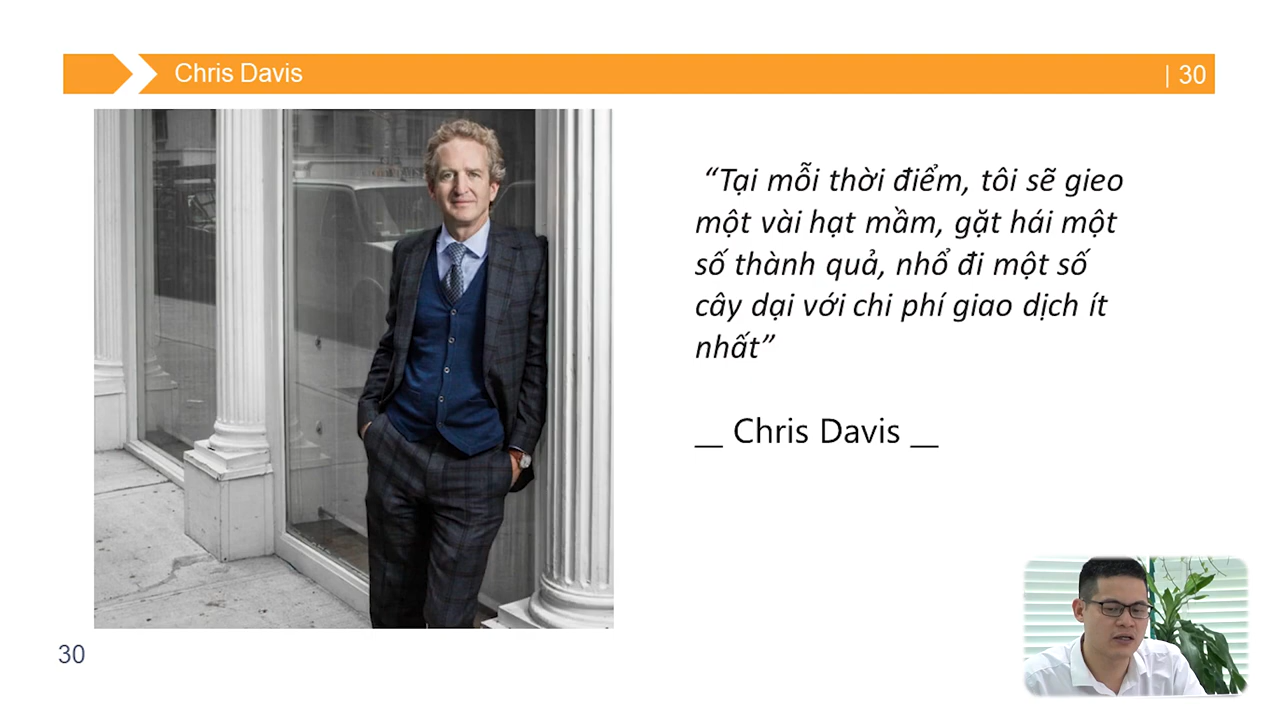 Chris Davis
| 30
“Tại mỗi thời điểm, tôi sẽ gieo
một vài hạt mầm, gặt hái một
số thành quả, nhổ đi một số
cây dại với chi phí giao dịch ít
nhất”
__ Chris Davis __
30